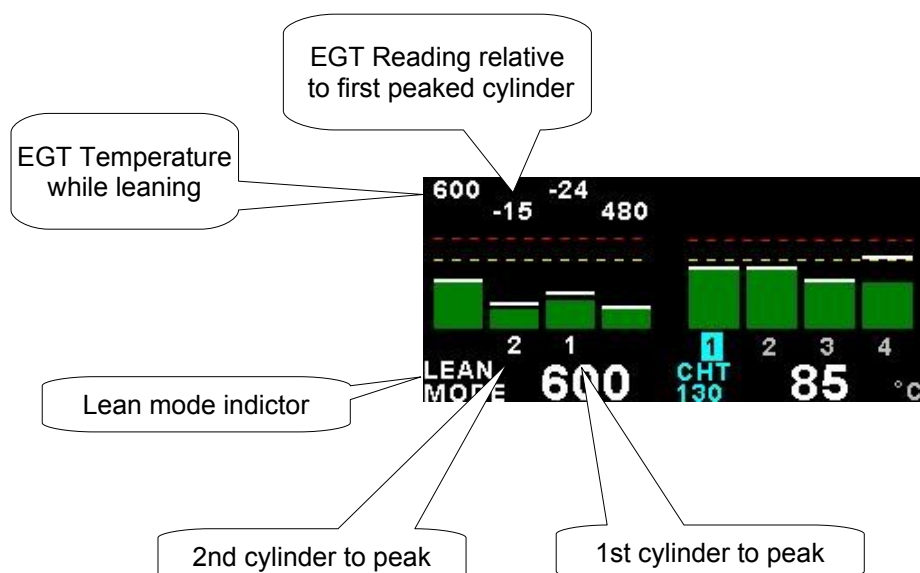 EGT Reading relative
to first peaked cylinder
EGT Temperature
while leaning
600 -24
-15 480
2 1
1 2 3 4
LEAN
MODE
600
CHT
130
85
°C
Lean mode indictor
2nd cylinder to peak
1st cylinder to peak